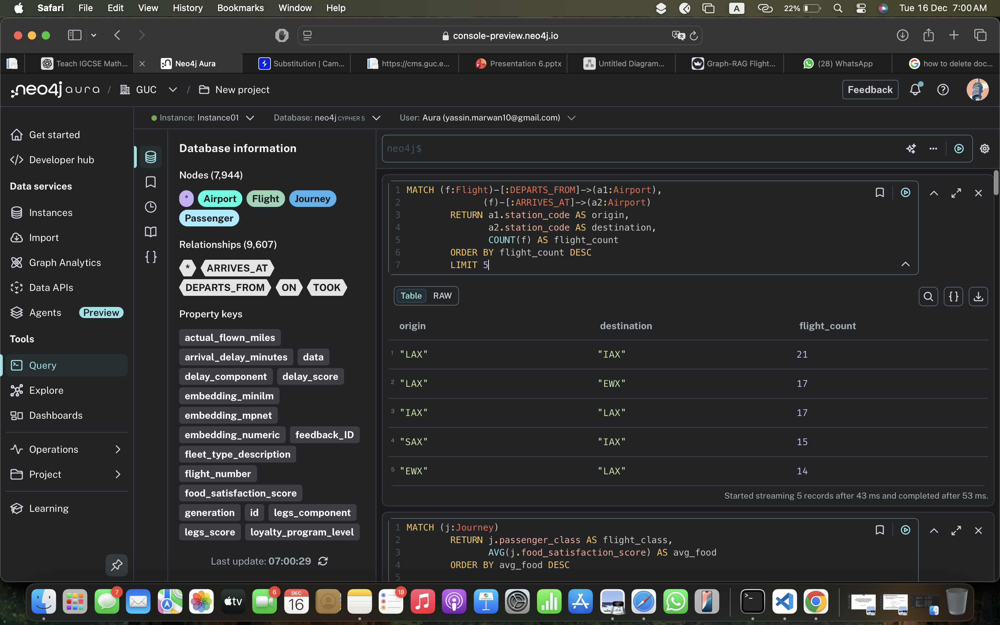 Safari File Edit View History Bookmarks Window Help
A 22% Tue 16 Dec 7:00 AM
console-preview.neo4j.io
Teach IGCSE Math...
Neo4j Aura
Substitution | Cam...
https://cms.guc.e...
Presentation 6.pptx
Untitled Diagram...
Graph-RAG Flight...
(28) WhatsApp
how to delete doc...
neo4j aura / GUC / New project
Feedback
Get started
Developer hub
Data services
Instances
Import
Graph Analytics
Data APIs
Agents Preview
Tools
Query
Explore
Dashboards
Operations
Project
Learning
Instance: Instance01
Database: neo4j CYPHER 5
User: Aura (yassin.marwan10@gmail.com)
Database information
Nodes (7,944)
* Airport Flight Journey
Passenger
Relationships (9,607)
* ARRIVES_AT
DEPARTS_FROM ON TOOK
Property keys
actual_flown_miles
arrival_delay_minutes data
delay_component delay_score
embedding_minilm
embedding_mpnet
embedding_numeric feedback_ID
fleet_type_description
flight_number
food_satisfaction_score
generation id legs_component
legs_score loyalty_program_level
Last update: 07:00:29
neo4j$
1 MATCH (f:Flight)-[:DEPARTS_FROM]->(a1:Airport),
2 (f)-[:ARRIVES_AT]->(a2:Airport)
3 RETURN a1.station_code AS origin,
4 a2.station_code AS destination,
5 COUNT(f) AS flight_count
6 ORDER BY flight_count DESC
7 LIMIT 5
Table RAW
origin destination flight_count
1 "LAX" "IAX" 21
2 "LAX" "EWX" 17
3 "IAX" "LAX" 17
4 "SAX" "IAX" 15
5 "EWX" "LAX" 14
Started streaming 5 records after 43 ms and completed after 53 ms.
1 MATCH (j:Journey)
2 RETURN j.passenger_class AS flight_class,
3 AVG(j.food_satisfaction_score) AS avg_food
4 ORDER BY avg_food DESC
5
7
tv
6
DEC
16
18